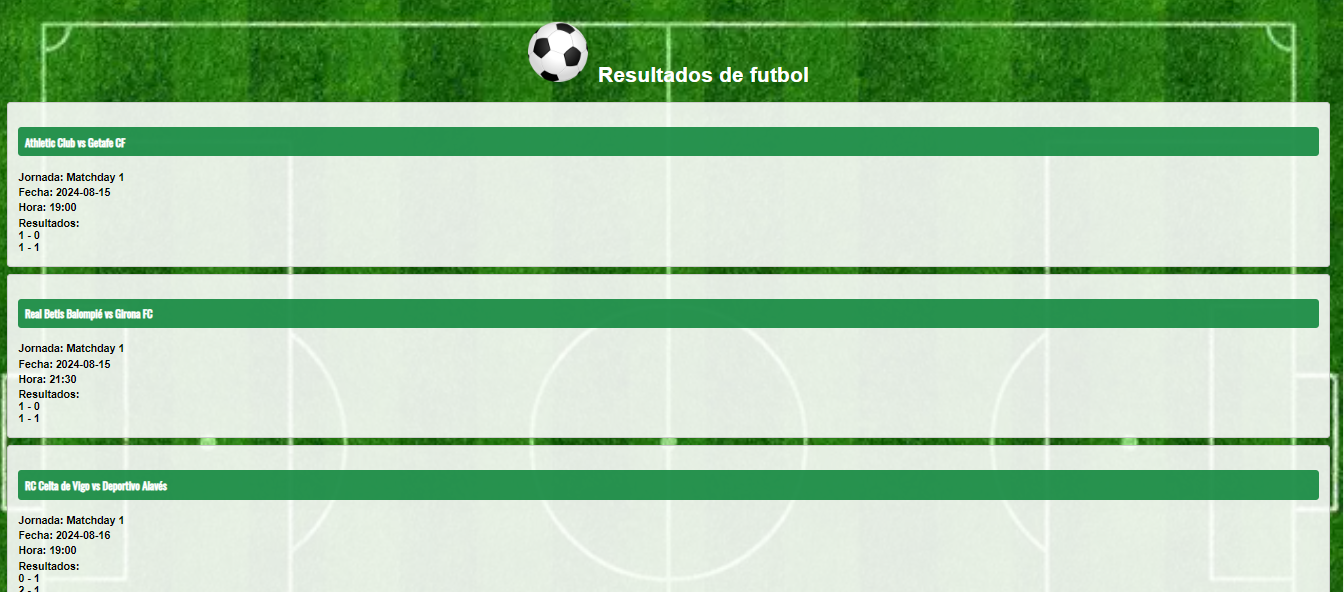 Resultados de futbol
Athletic Club vs Getafe CF
Jornada: Matchday 1
Fecha: 2024-08-15
Hora: 19:00
Resultados:
1 - 0
1 - 1
Real Betis Balompié vs Girona FC
Jornada: Matchday 1
Fecha: 2024-08-15
Hora: 21:30
Resultados:
1 - 0
1 - 1
RC Celta de Vigo vs Deportivo Alavés
Jornada: Matchday 1
Fecha: 2024-08-16
Hora: 19:00
Resultados:
0 - 1
2 - 1